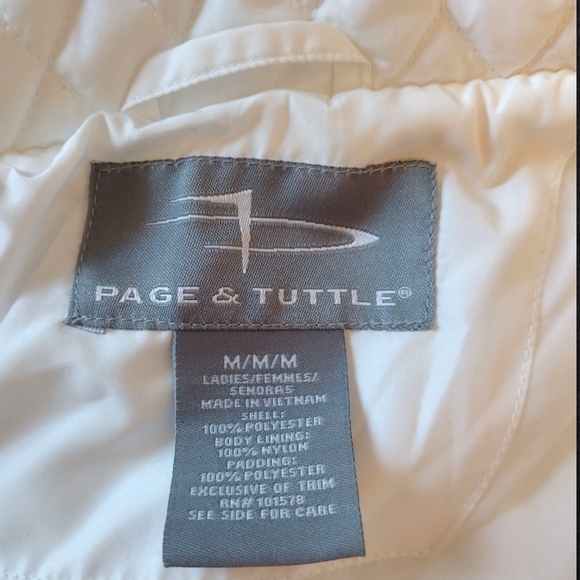 PAGE & TUTTLE®
M/M/M
LADIES/FEMMES/
SENORAS
MADE IN VIETNAM
SHELL:
100% POLYESTER
BODY LINING:
100% NYLON
PADDING:
100% POLYESTER
EXCLUSIVE OF TRIM
RN# 101578
SEE SIDE FOR CARE